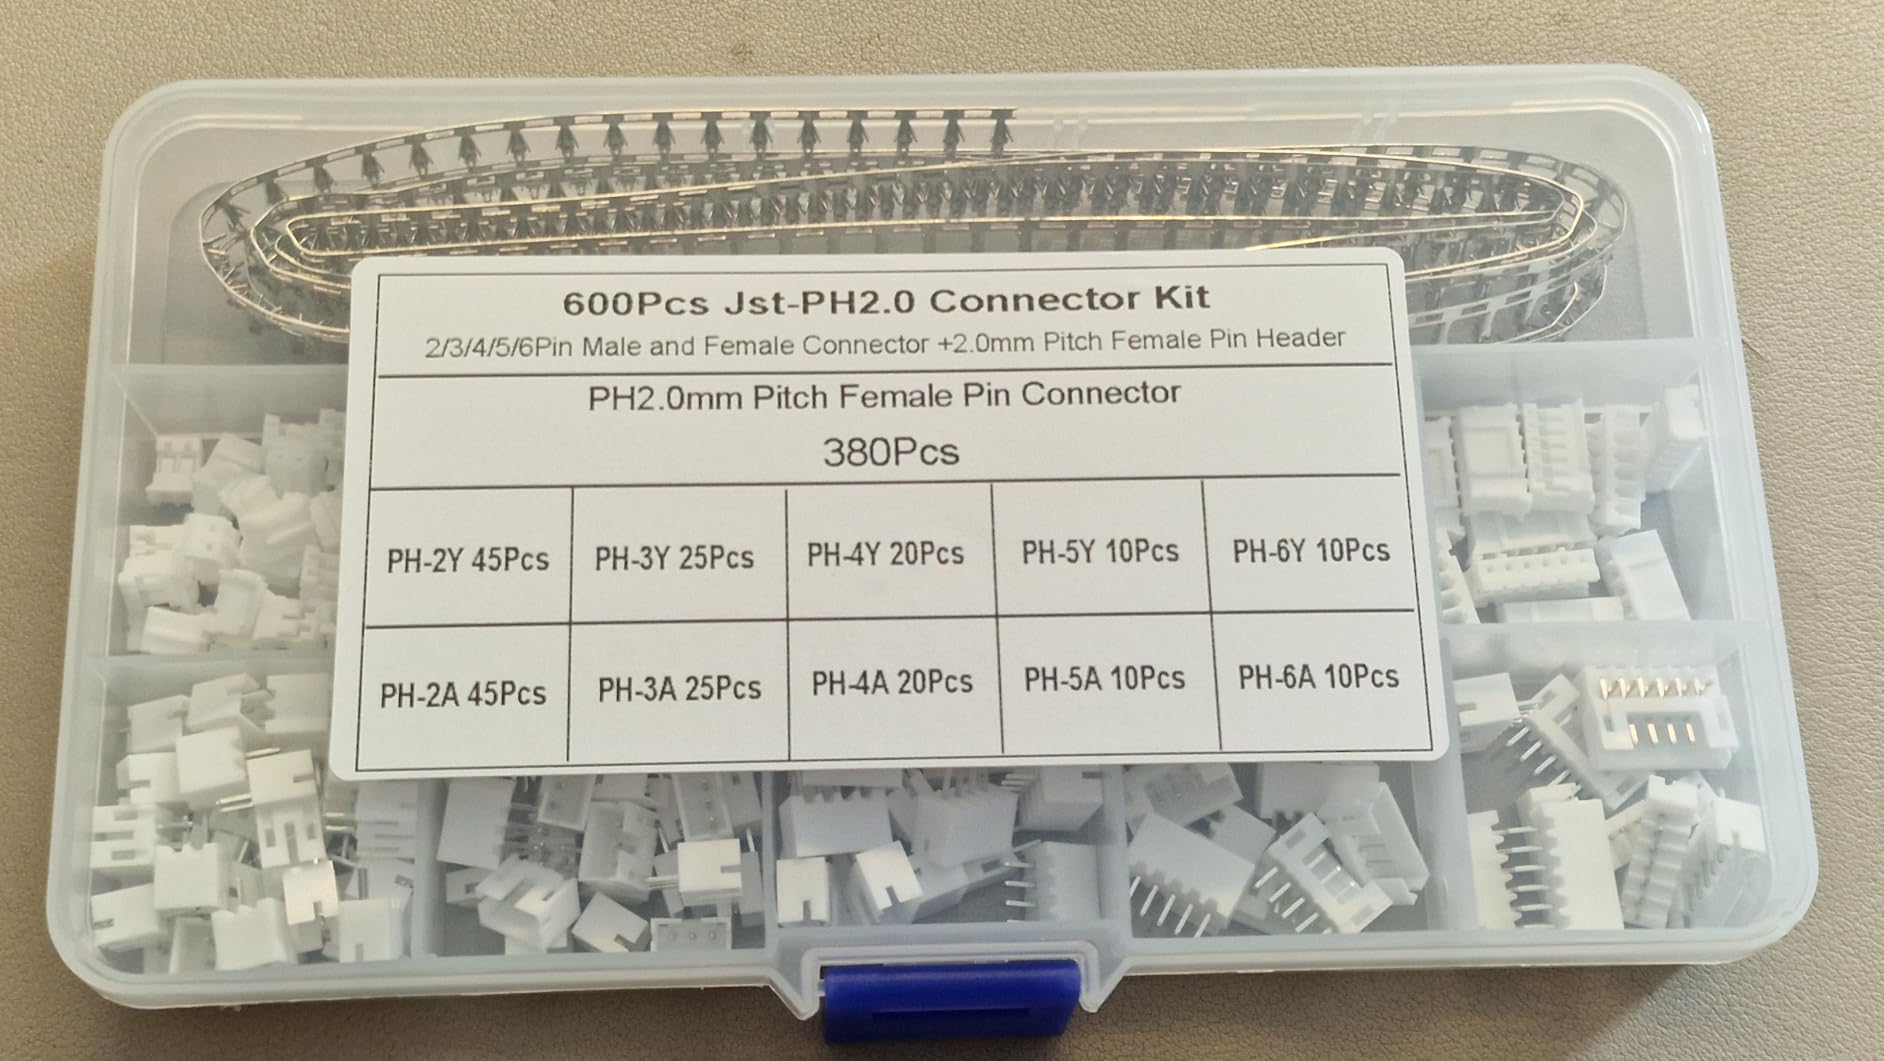 600Pcs Jst-PH2.0 Connector Kit
2/3/4/5/6Pin Male and Female Connector +2.0mm Pitch Female Pin Header
PH2.0mm Pitch Female Pin Connector
380Pcs
PH-2Y 45Pcs PH-3Y 25Pcs PH-4Y 20Pcs PH-5Y 10Pcs PH-6Y 10Pcs
PH-2A 45Pcs PH-3A 25Pcs PH-4A 20Pcs PH-5A 10Pcs PH-6A 10Pcs